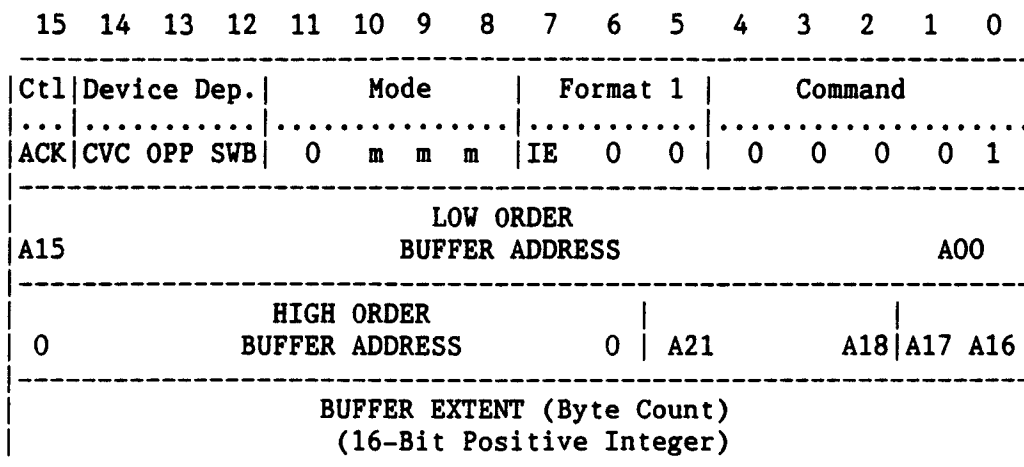 15 14 13 12 11 10 9 8 7 6 5 4 3 2 1 0
|Ctl|Device Dep.| Mode | Format 1 | Command
|...|...........|...............|...........|....................
|ACK|CVC OPP SWB| 0 m m m |IE 0 0| 0 0 0 0 1
LOW ORDER
|A15 BUFFER ADDRESS A00
HIGH ORDER | |
| 0 BUFFER ADDRESS 0 | A21 A18|A17 A16
BUFFER EXTENT (Byte Count)
(16-Bit Positive Integer)